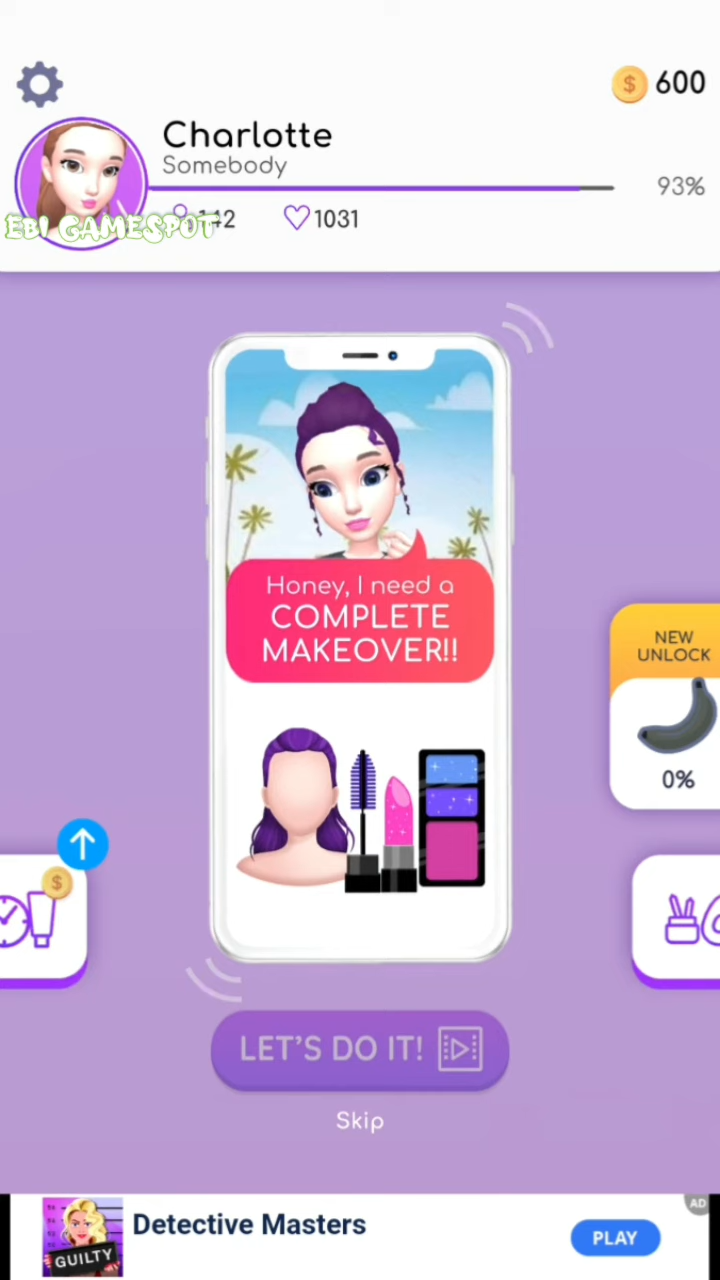 $ 600
Charlotte
Somebody
93%
142 1031
EBI GAMESPOT
Honey, I need a
COMPLETE
MAKEOVER!!
NEW
UNLOCK
0%
$
LET'S DO IT!
Skip
AD
Detective Masters
PLAY
GUILTY